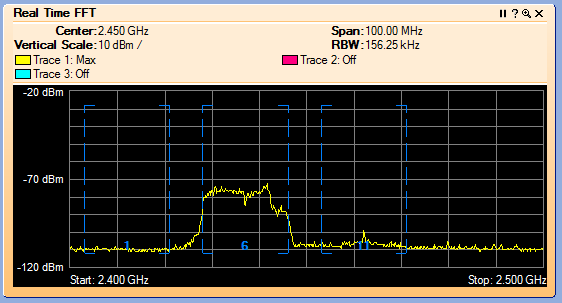 Real Time FFT
Center: 2.450 GHz Span: 100.00 MHz
Vertical Scale: 10 dBm / RBW: 156.25 kHz
Trace 1: Max Trace 2: Off
Trace 3: Off
-20 dBm
-70 dBm
1 6 11
-120 dBm
Start: 2.400 GHz Stop: 2.500 GHz